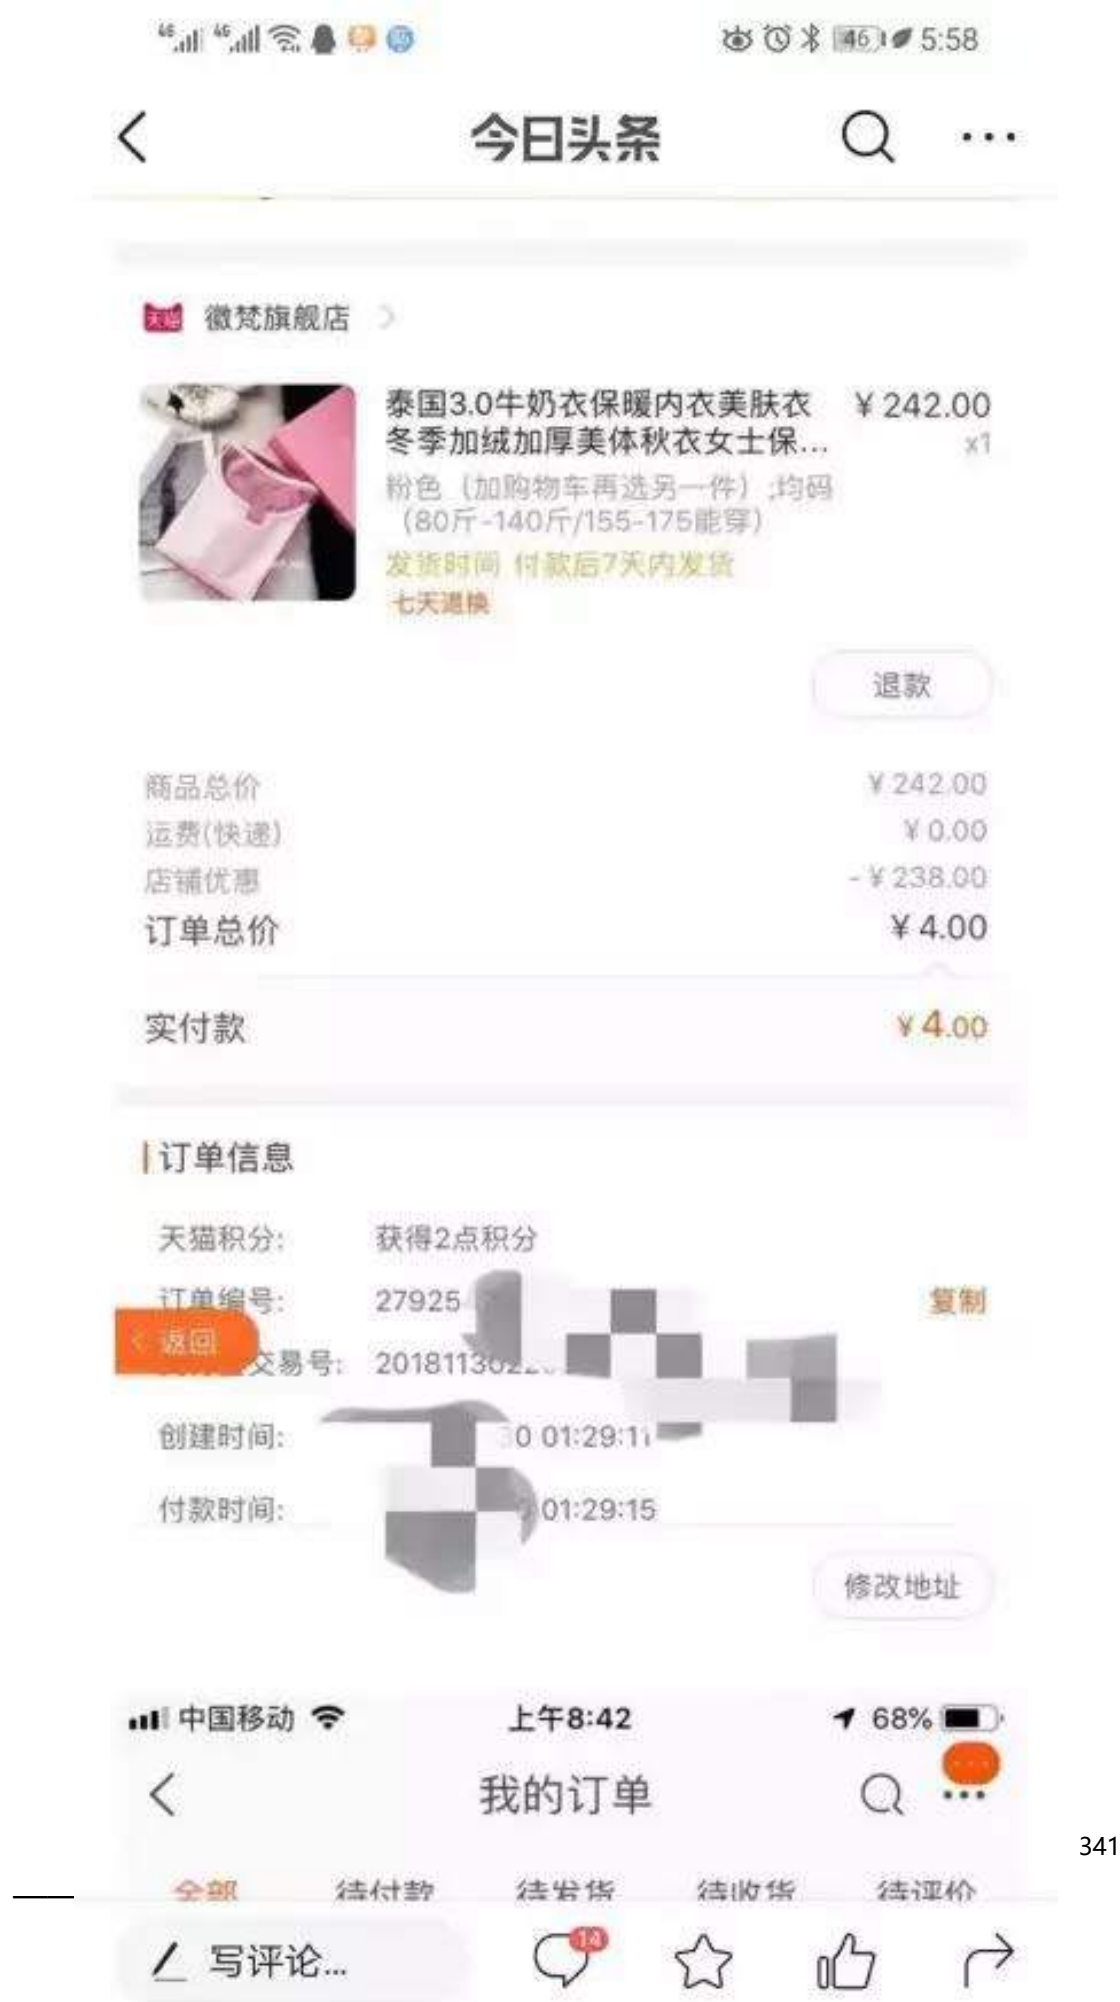 46 5:58
今日头条
天猫 徽梵旗舰店
泰国3.0牛奶衣保暖内衣美肤衣 ¥242.00
冬季加绒加厚美体秋衣女士保... x1
粉色（加购物车再选另一件）;均码
（80斤-140斤/155-175能穿）
发货时间 付款后7天内发货
七天退换
退款
商品总价 ¥242.00
运费(快递) ¥0.00
店铺优惠 -¥238.00
订单总价 ¥4.00
实付款 ¥4.00
订单信息
天猫积分: 获得2点积分
订单编号: 27925 复制
返回
交易号: 201811302
创建时间: 0 01:29:11
付款时间: 01:29:15
修改地址
中国移动 上午8:42 68%
我的订单
341
全部 待付款 待发货 待收货 待评价
写评论... 14